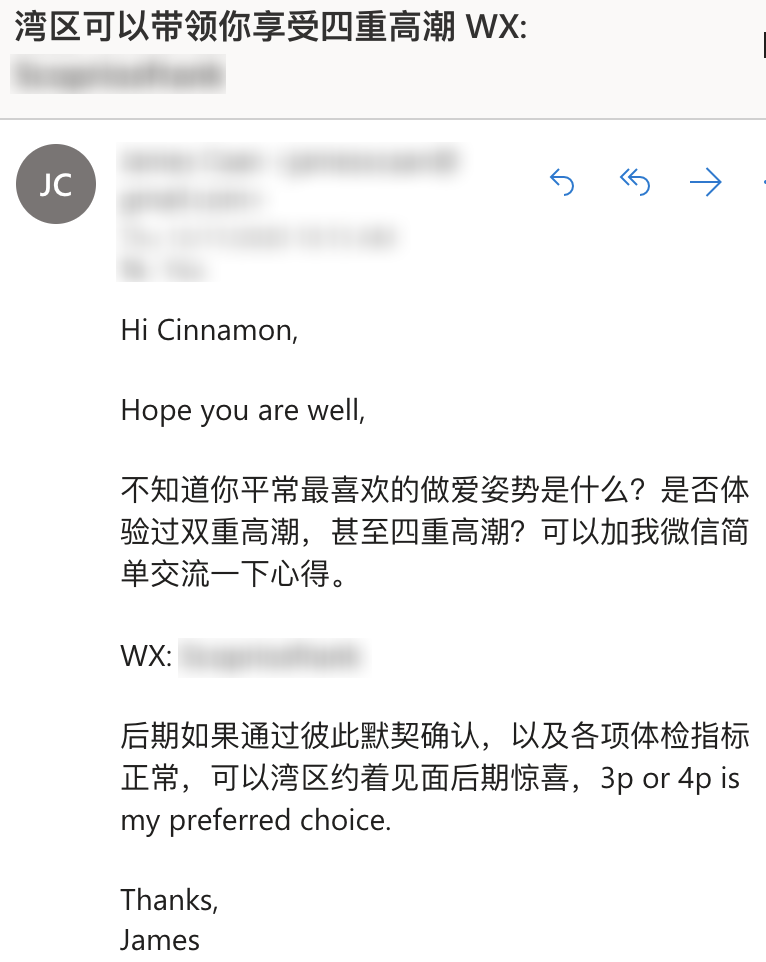 湾区可以带领你享受四重高潮 WX:
JC
Hi Cinnamon,
Hope you are well,
不知道你平常最喜欢的做爱姿势是什么？是否体
验过双重高潮，甚至四重高潮？可以加我微信简
单交流一下心得。
WX:
后期如果通过彼此默契确认，以及各项体检指标
正常，可以湾区约着见面后期惊喜，3p or 4p is
my preferred choice.
Thanks,
James